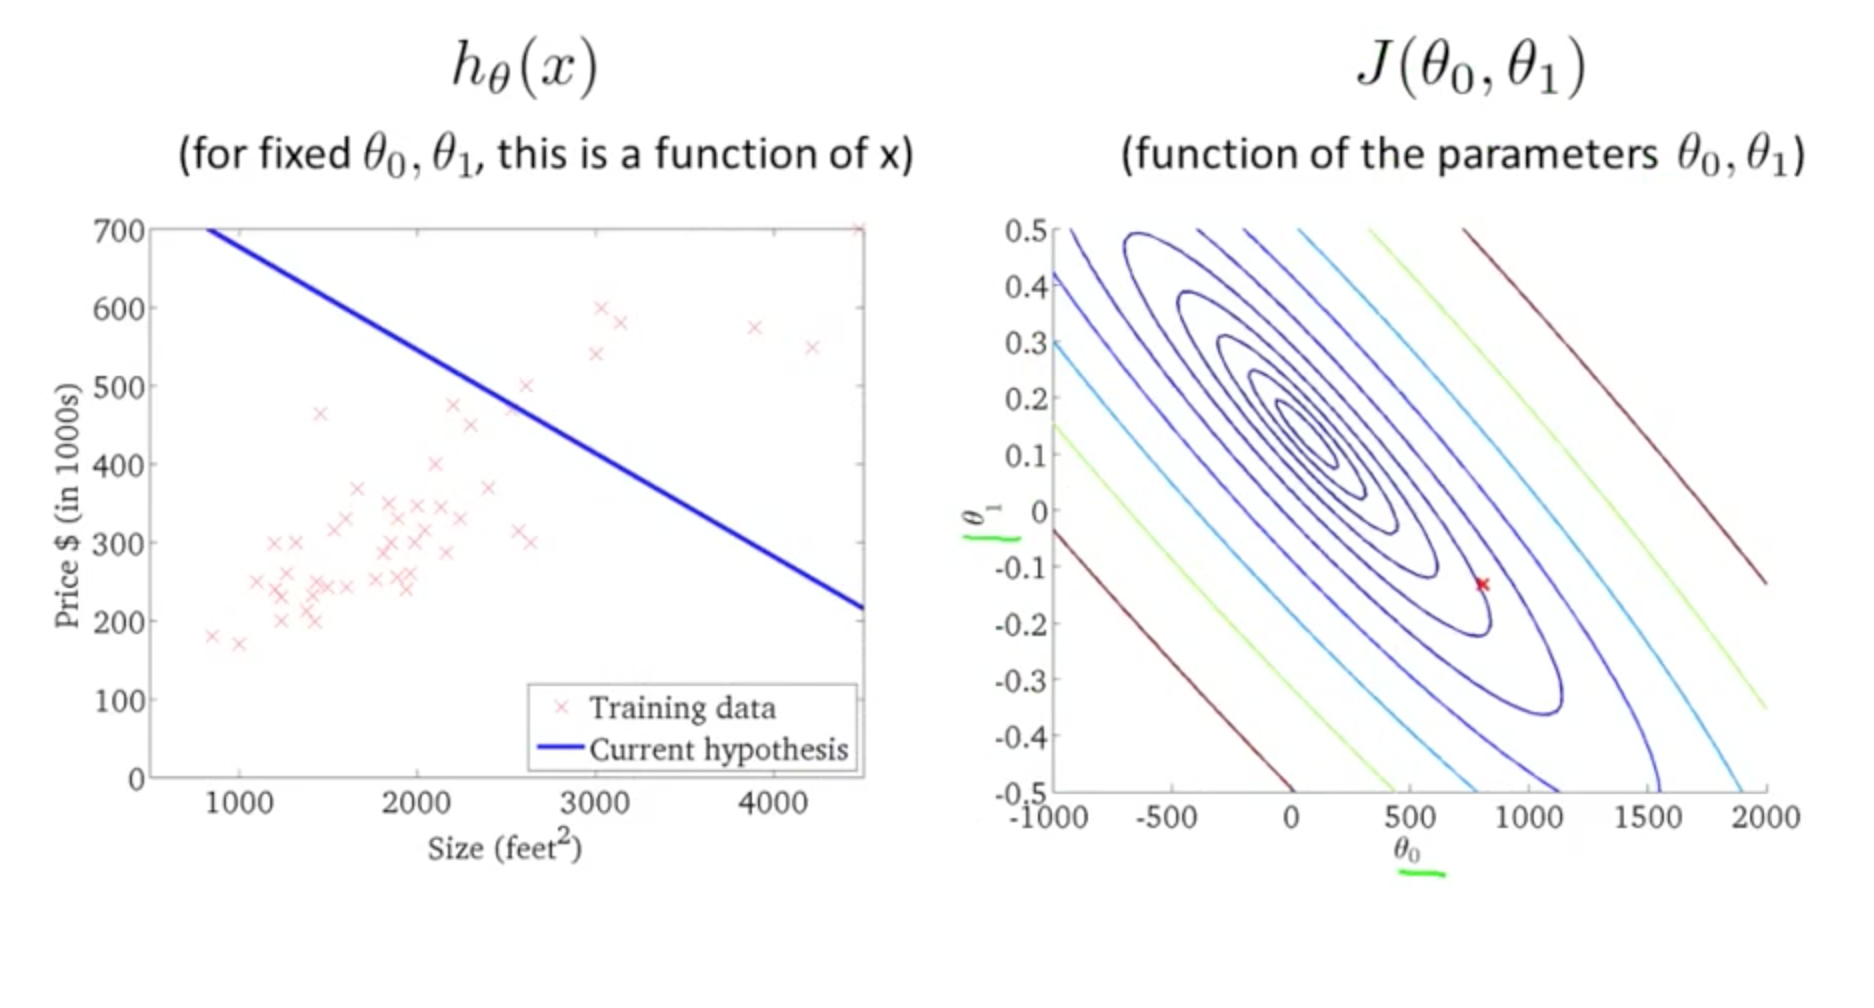 hθ(x)
(for fixed θ0, θ1, this is a function of x)
700
600
500
400
300
200
100
0
Price $ (in 1000s)
1000 2000 3000 4000
Size (feet²)
Training data
Current hypothesis
J(θ0, θ1)
(function of the parameters θ0, θ1)
0.5
0.4
0.3
0.2
0.1
0
-0.1
-0.2
-0.3
-0.4
-0.5
θ1
-1000 -500 0 500 1000 1500 2000
θ0